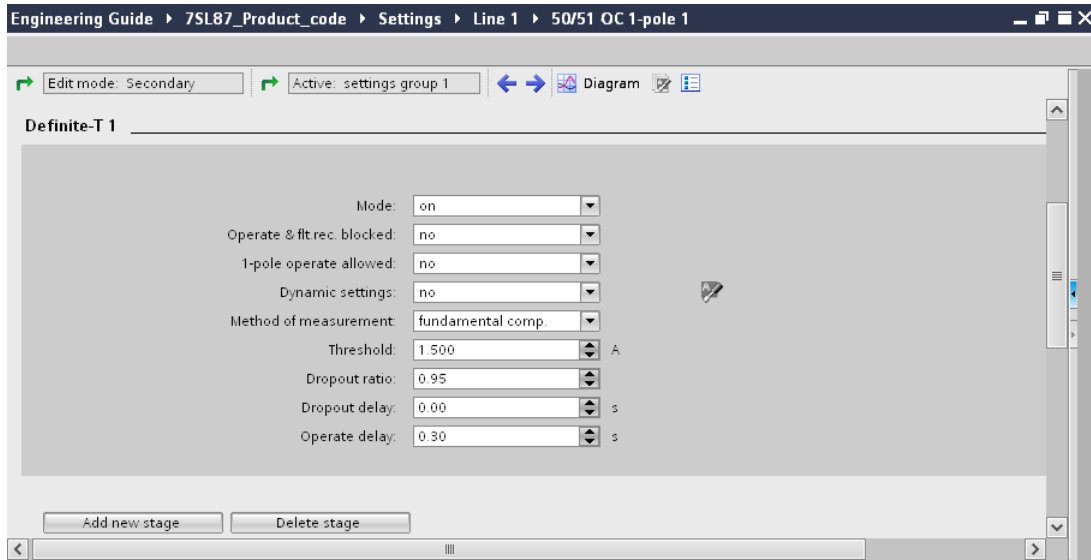 Engineering Guide ▸ 7SL87_Product_code ▸ Settings ▸ Line 1 ▸ 50/51 OC 1-pole 1
Edit mode: Secondary Active: settings group 1 Diagram
Definite-T 1
Mode: on
Operate & flt.rec. blocked: no
1-pole operate allowed: no
Dynamic settings: no
Method of measurement: fundamental comp.
Threshold: 1.500 A
Dropout ratio: 0.95
Dropout delay: 0.00 s
Operate delay: 0.30 s
Add new stage Delete stage